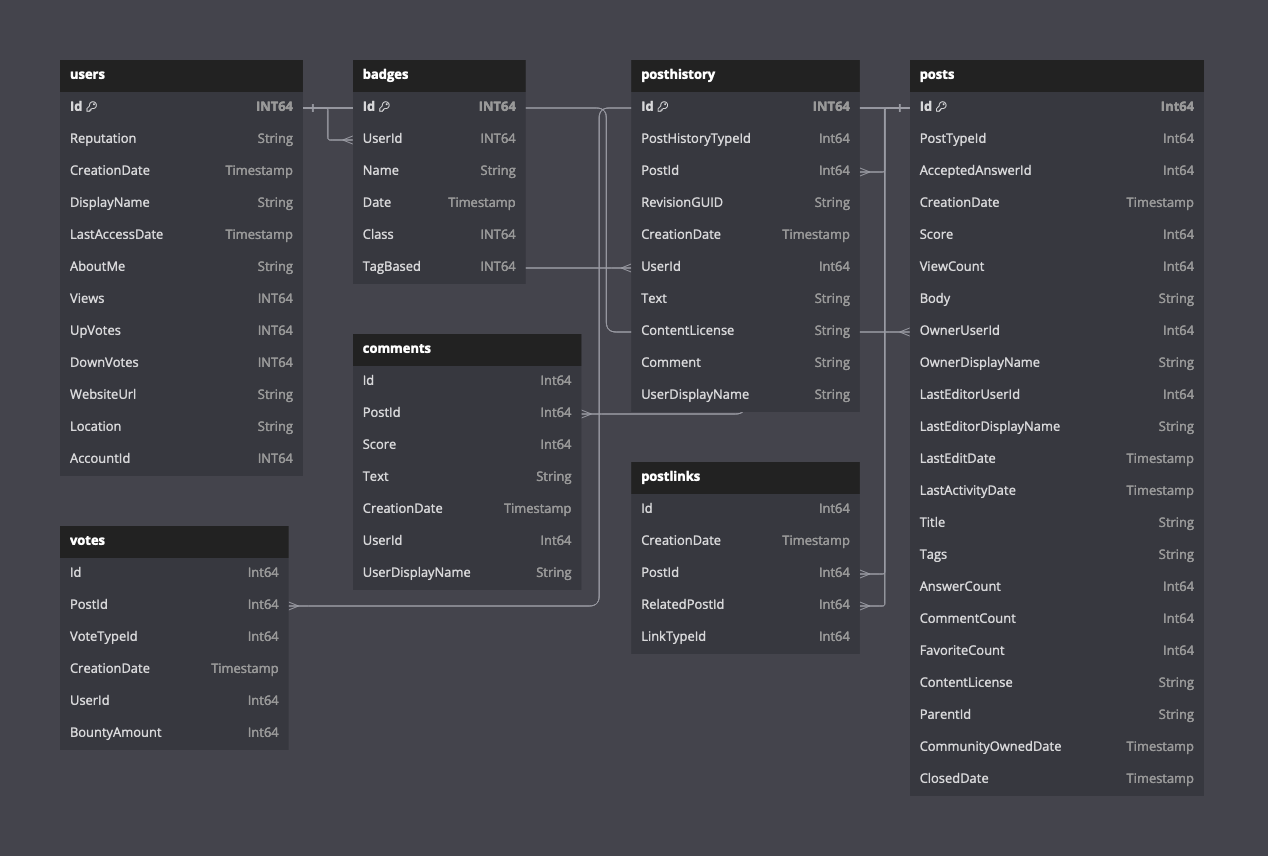 users
Id INT64
Reputation String
CreationDate Timestamp
DisplayName String
LastAccessDate Timestamp
AboutMe String
Views INT64
UpVotes INT64
DownVotes INT64
WebsiteUrl String
Location String
AccountId INT64
badges
Id INT64
UserId INT64
Name String
Date Timestamp
Class INT64
TagBased INT64
posthistory
Id INT64
PostHistoryTypeId Int64
PostId Int64
RevisionGUID String
CreationDate Timestamp
UserId Int64
Text String
ContentLicense String
Comment String
UserDisplayName String
posts
Id Int64
PostTypeId Int64
AcceptedAnswerId Int64
CreationDate Timestamp
Score Int64
ViewCount Int64
Body String
OwnerUserId Int64
OwnerDisplayName String
LastEditorUserId Int64
LastEditorDisplayName String
LastEditDate Timestamp
LastActivityDate Timestamp
Title String
Tags String
AnswerCount Int64
CommentCount Int64
FavoriteCount Int64
ContentLicense String
ParentId String
CommunityOwnedDate Timestamp
ClosedDate Timestamp
comments
Id Int64
PostId Int64
Score Int64
Text String
CreationDate Timestamp
UserId Int64
UserDisplayName String
postlinks
Id Int64
CreationDate Timestamp
PostId Int64
RelatedPostId Int64
LinkTypeId Int64
votes
Id Int64
PostId Int64
VoteTypeId Int64
CreationDate Timestamp
UserId Int64
BountyAmount Int64